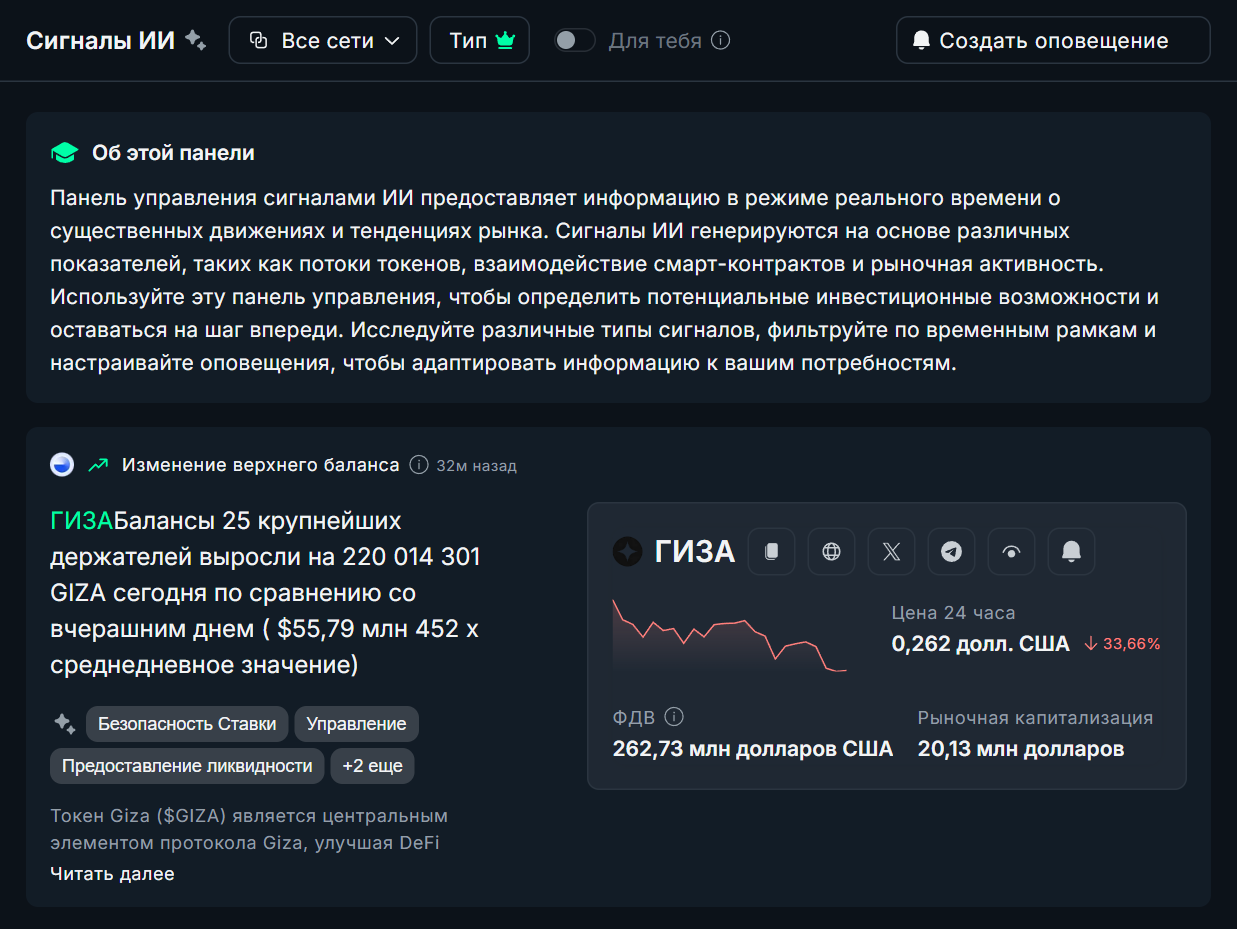 Сигналы ИИ
Все сети
Тип
Для тебя
Создать оповещение
Об этой панели
Панель управления сигналами ИИ предоставляет информацию в режиме реального времени о
существенных движениях и тенденциях рынка. Сигналы ИИ генерируются на основе различных
показателей, таких как потоки токенов, взаимодействие смарт-контрактов и рыночная активность.
Используйте эту панель управления, чтобы определить потенциальные инвестиционные возможности и
оставаться на шаг впереди. Исследуйте различные типы сигналов, фильтруйте по временным рамкам и
настраивайте оповещения, чтобы адаптировать информацию к вашим потребностям.
Изменение верхнего баланса 32м назад
ГИЗАБалансы 25 крупнейших
держателей выросли на 220 014 301
GIZA сегодня по сравнению со
вчерашним днем ( $55,79 млн 452 x
среднедневное значение)
Безопасность Ставки
Управление
Предоставление ликвидности
+2 еще
Токен Giza ($GIZA) является центральным
элементом протокола Giza, улучшая DeFi
Читать далее
ГИЗА
Цена 24 часа
0,262 долл. США 33,66%
ФДВ
262,73 млн долларов США
Рыночная капитализация
20,13 млн долларов